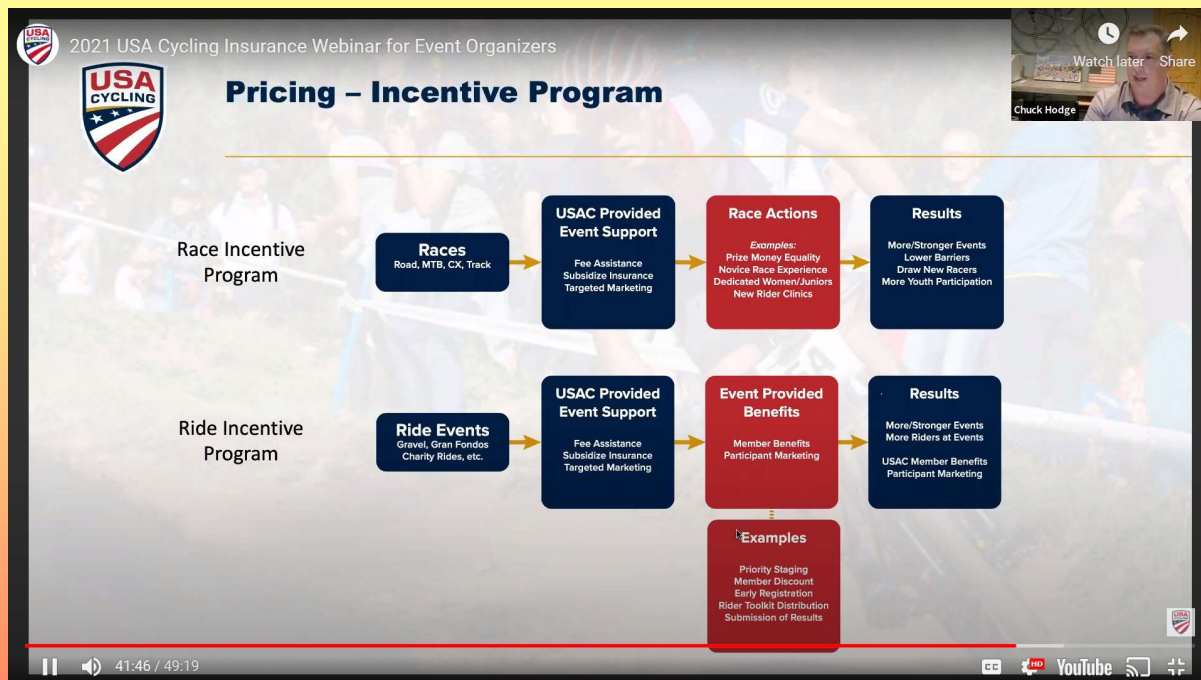 USA
CYCLING
2021 USA Cycling Insurance Webinar for Event Organizers
Watch later
Share
Chuck Hodge
USA
CYCLING
Pricing – Incentive Program
Race Incentive
Program
Races
Road, MTB, CX, Track
USAC Provided
Event Support
Fee Assistance
Subsidize Insurance
Targeted Marketing
Race Actions
Examples:
Prize Money Equality
Novice Race Experience
Dedicated Women/Juniors
New Rider Clinics
Results
More/Stronger Events
Lower Barriers
Draw New Racers
More Youth Participation
Ride Incentive
Program
Ride Events
Gravel, Gran Fondos
Charity Rides, etc.
USAC Provided
Event Support
Fee Assistance
Subsidize Insurance
Targeted Marketing
Event Provided
Benefits
Member Benefits
Participant Marketing
Results
More/Stronger Events
More Riders at Events
USAC Member Benefits
Participant Marketing
Examples
Priority Staging
Member Discount
Early Registration
Rider Toolkit Distribution
Submission of Results
USA
41:46 / 49:19
CC
HD
YouTube